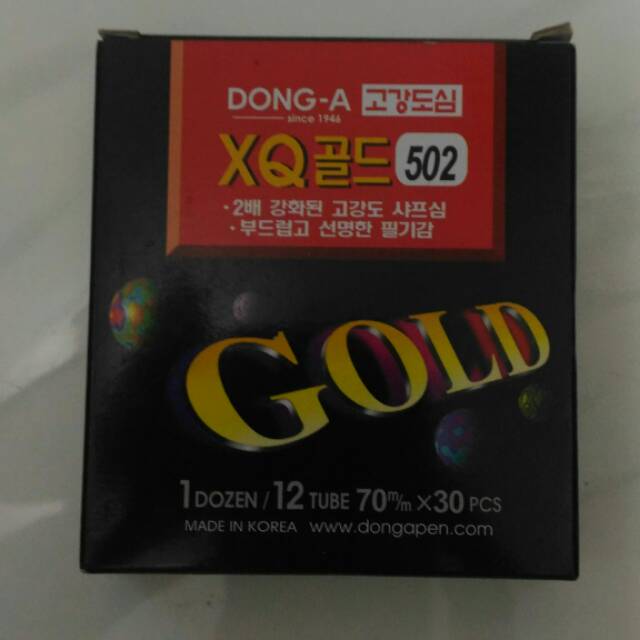 DONG-A 고강도심
since 1946
XQ골드 502
· 2배 강화된 고강도 샤프심
· 부드럽고 선명한 필기감
GOLD
1 DOZEN / 12 TUBE 70m/m ×30 PCS
MADE IN KOREA www.dongapen.com